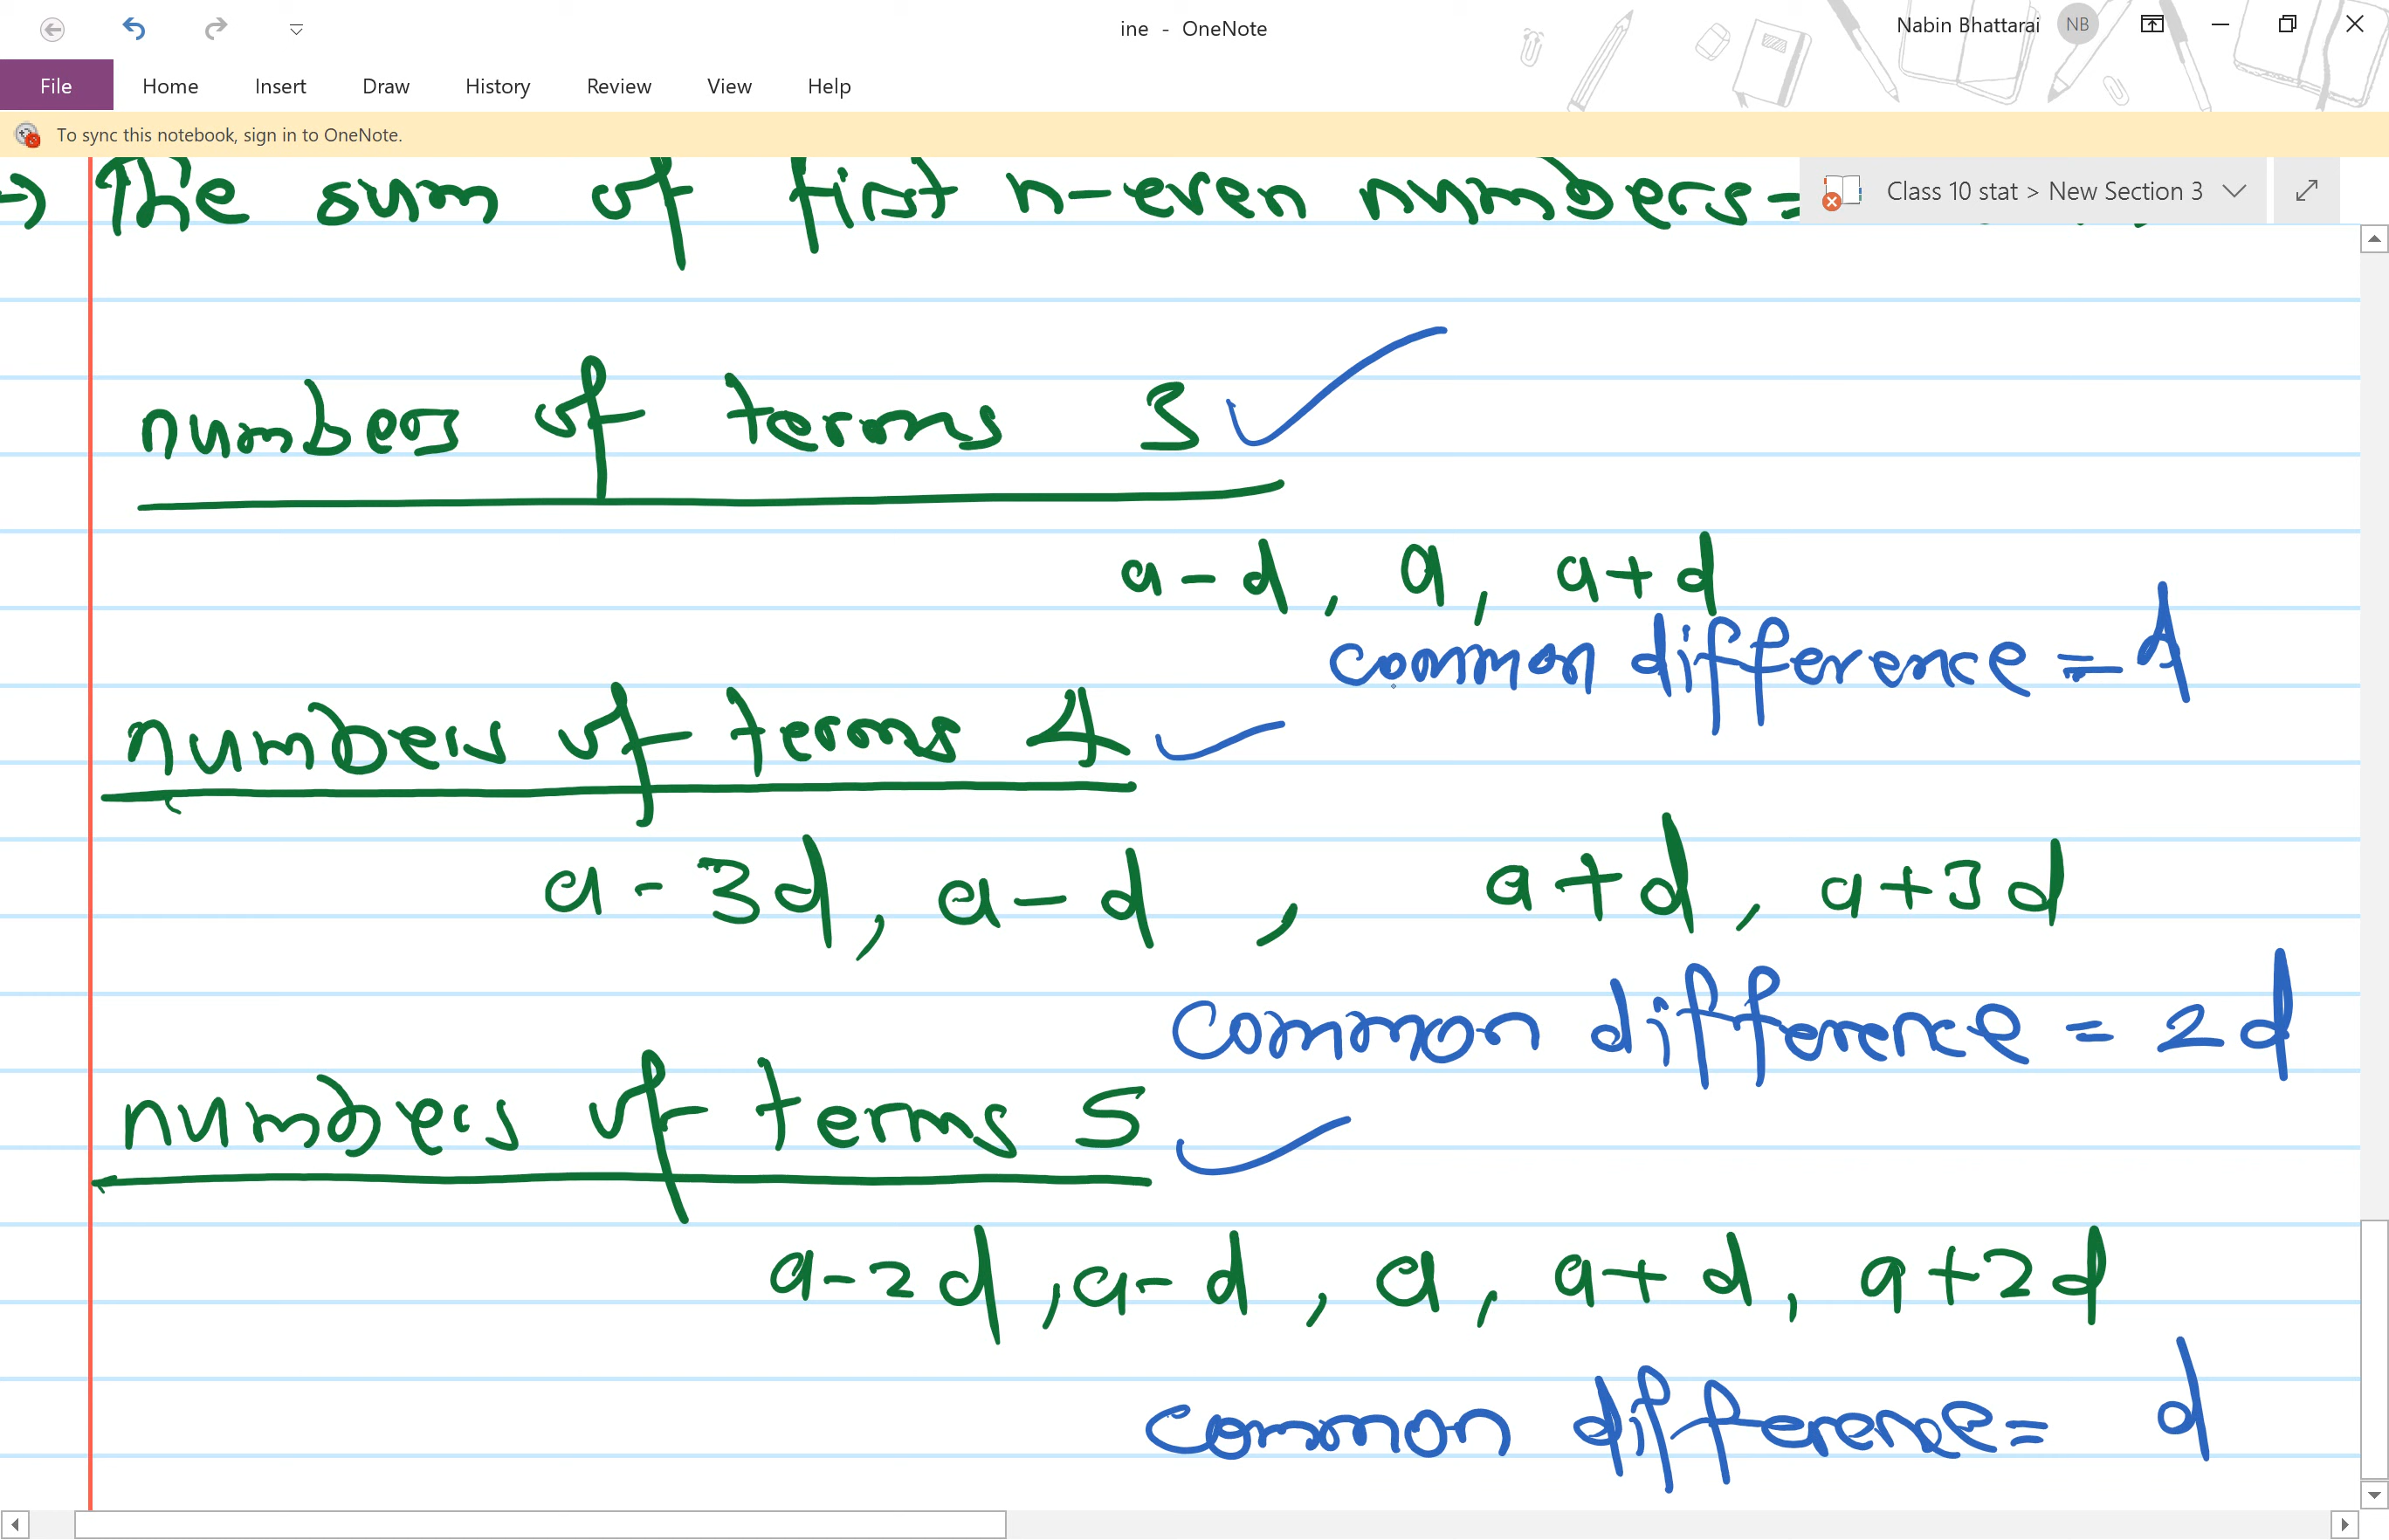 ine - OneNote
Nabin Bhattarai NB
File Home Insert Draw History Review View Help
To sync this notebook, sign in to OneNote.
Class 10 stat > New Section 3
→ The sum of first n-even numbers =
numbers of terms 3
a - d, a, a + d
common difference = d
numbers of terms 4
a - 3d, a - d, a + d, a + 3d
common difference = 2d
numbers of terms 5
a - 2d, a - d, a, a + d, a + 2d
common difference = d